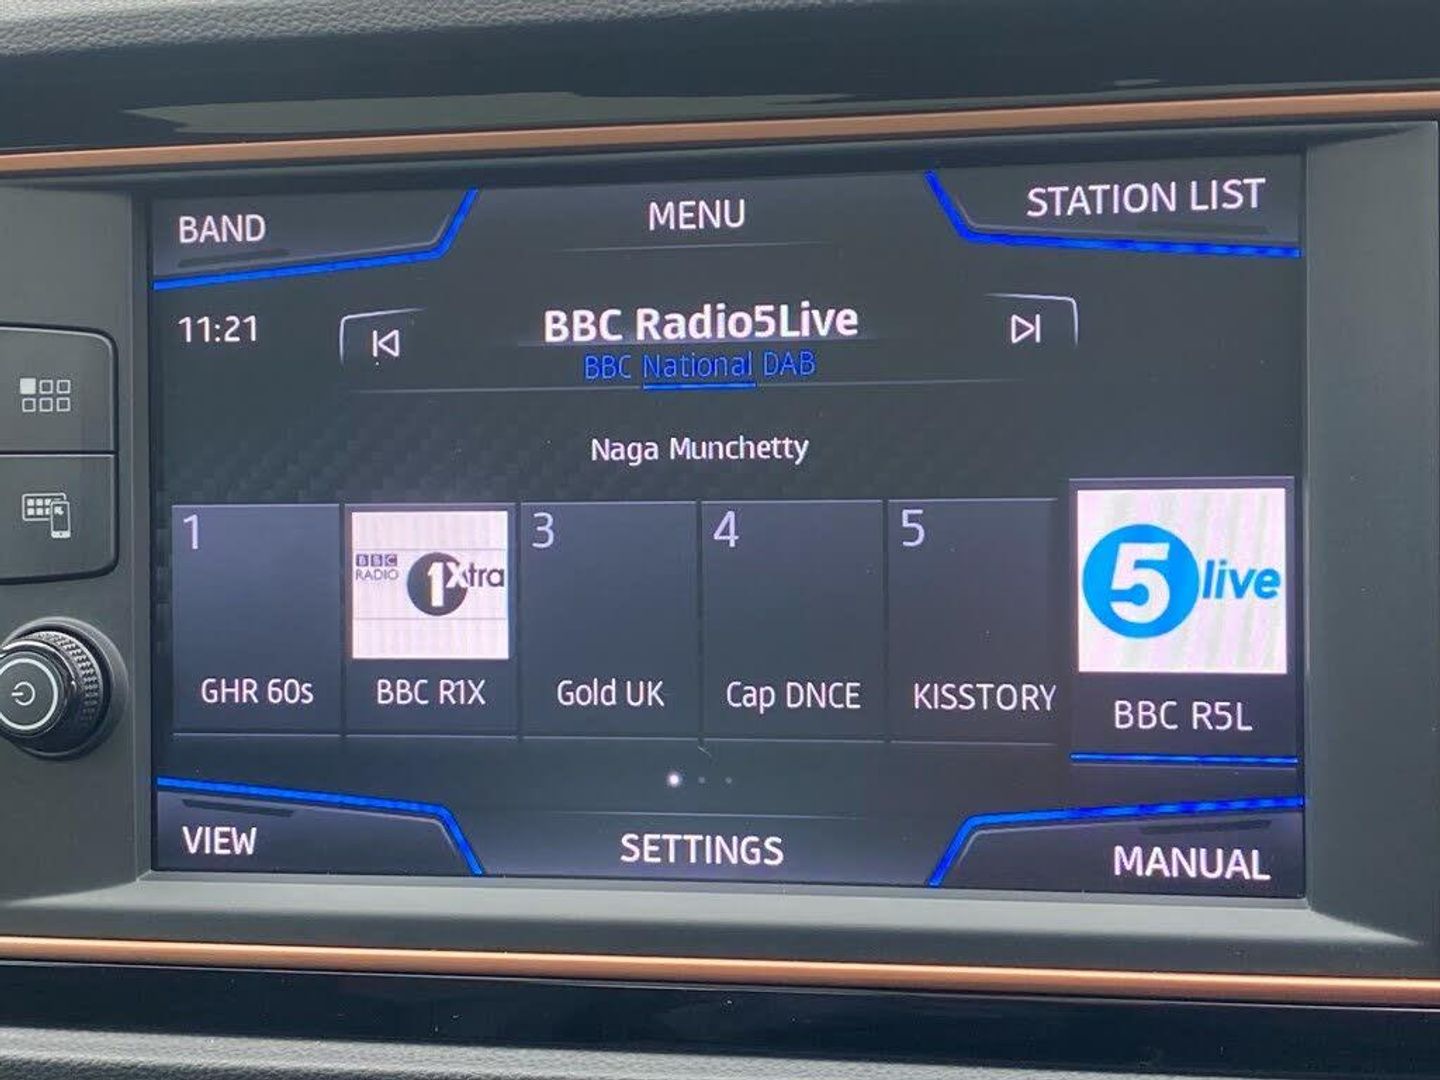 BAND
MENU
STATION LIST
11:21
BBC Radio5Live
BBC National DAB
Naga Munchetty
1
3
4
5
BBC
RADIO
1Xtra
5 live
GHR 60s
BBC R1X
Gold UK
Cap DNCE
KISSTORY
BBC R5L
VIEW
SETTINGS
MANUAL